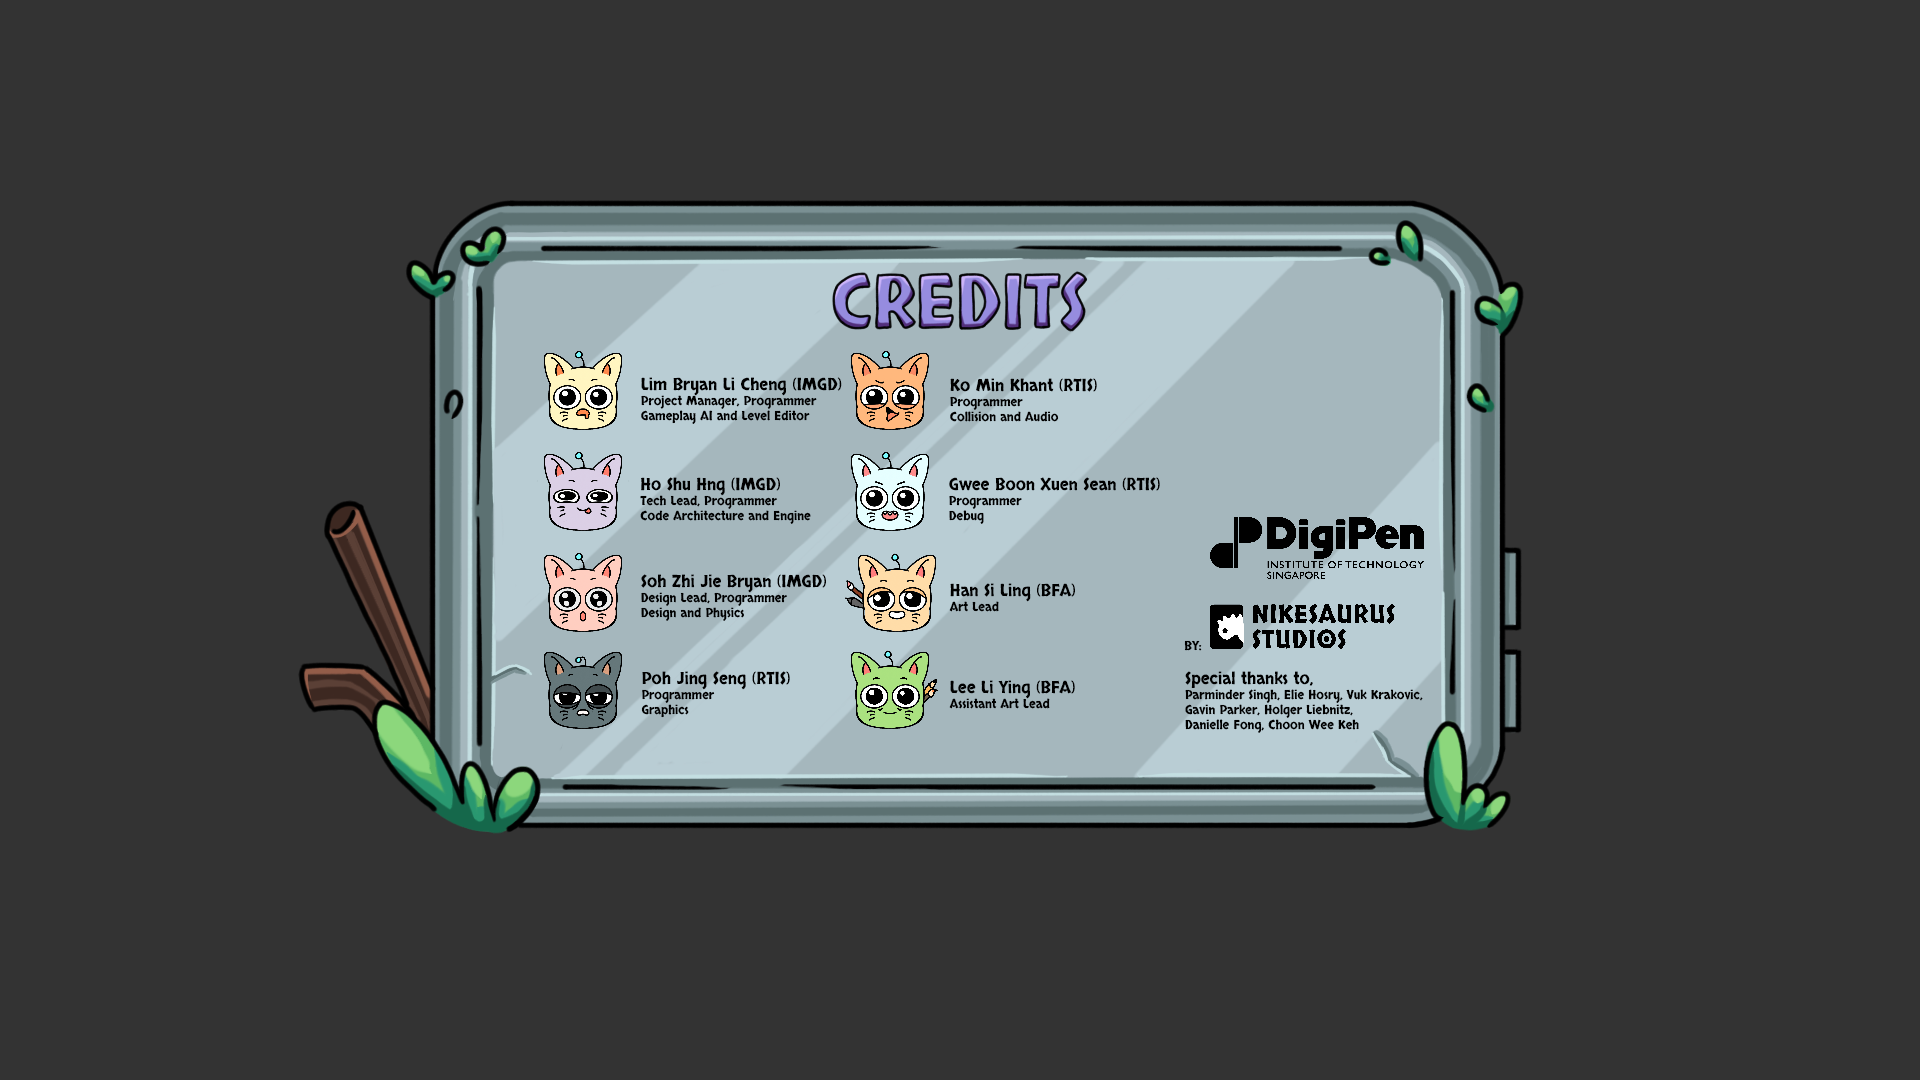 CREDITS
Lim Bryan Li Cheng (IMGD)
Project Manager, Programmer
Gameplay AI and Level Editor
Ho Shu Hng (IMGD)
Tech Lead, Programmer
Code Architecture and Engine
Soh Zhi Jie Bryan (IMGD)
Design Lead, Programmer
Design and Physics
Poh Jing Seng (RTIS)
Programmer
Graphics
Ko Min Khant (RTIS)
Programmer
Collision and Audio
Gwee Boon Xuen Sean (RTIS)
Programmer
Debug
Han Si Ling (BFA)
Art Lead
Lee Li Ying (BFA)
Assistant Art Lead
DigiPen
INSTITUTE OF TECHNOLOGY
SINGAPORE
BY: NIKESAURUS
STUDIOS
Special thanks to,
Parminder Singh, Elie Hosry, Vuk Krakovic,
Gavin Parker, Holger Liebnitz,
Danielle Fong, Choon Wee Keh